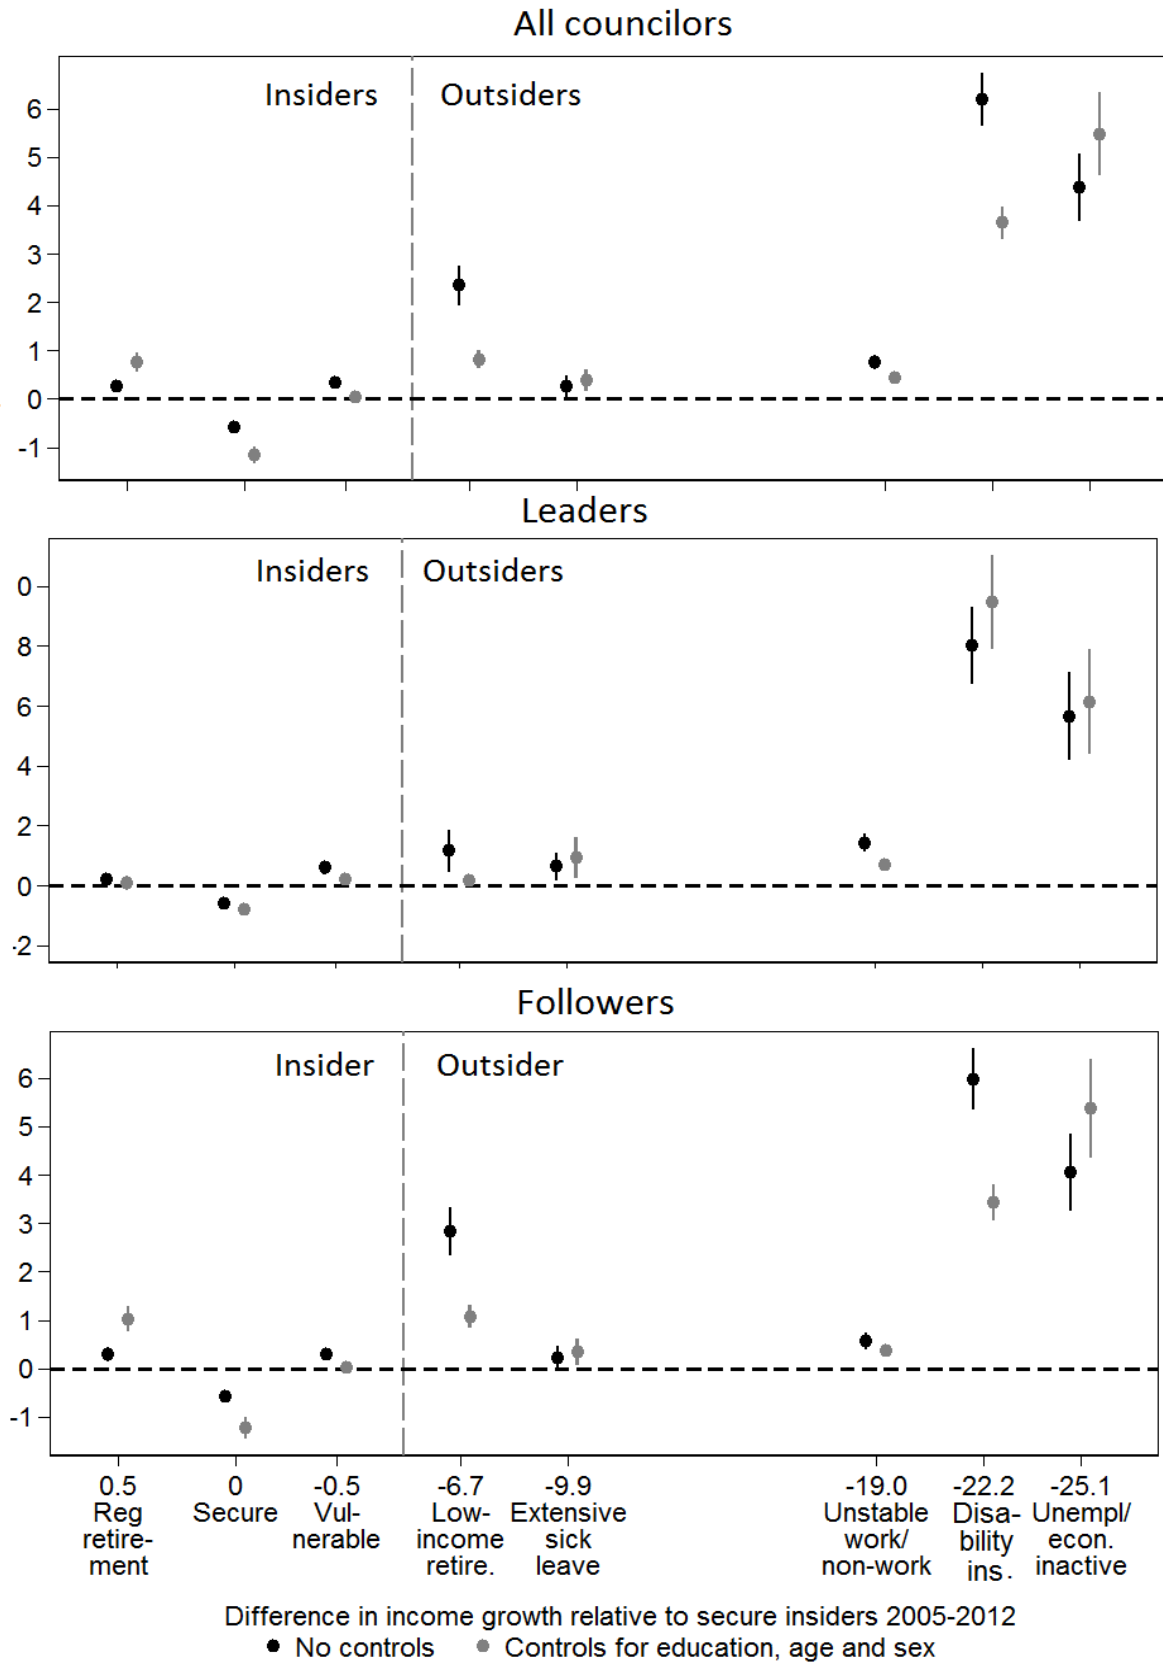 All councilors
Insiders Outsiders
6
5
4
3
2
1
0
-1
Leaders
Insiders Outsiders
0
8
6
4
2
0
-2
Followers
Insider Outsider
6
5
4
3
2
1
0
-1
0.5 0 -0.5 -6.7 -9.9 -19.0 -22.2 -25.1
Reg Secure Vul- Low- Extensive Unstable Disa- Unempl/
retire- nerable income sick work/ bility econ.
ment retire. leave non-work ins. inactive
Difference in income growth relative to secure insiders 2005-2012
No controls Controls for education, age and sex